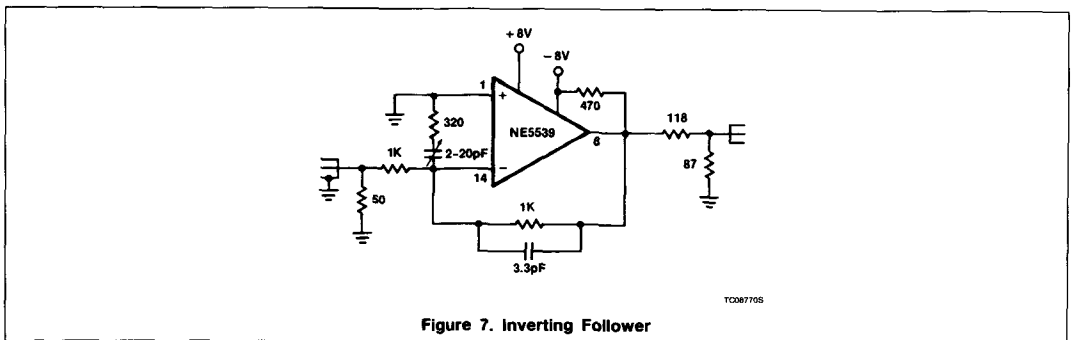 +8V
−8V
1
+
470
320
NE5539
118
6
1K
2-20pF
−
87
14
50
1K
3.3pF
TC08770S
Figure 7. Inverting Follower